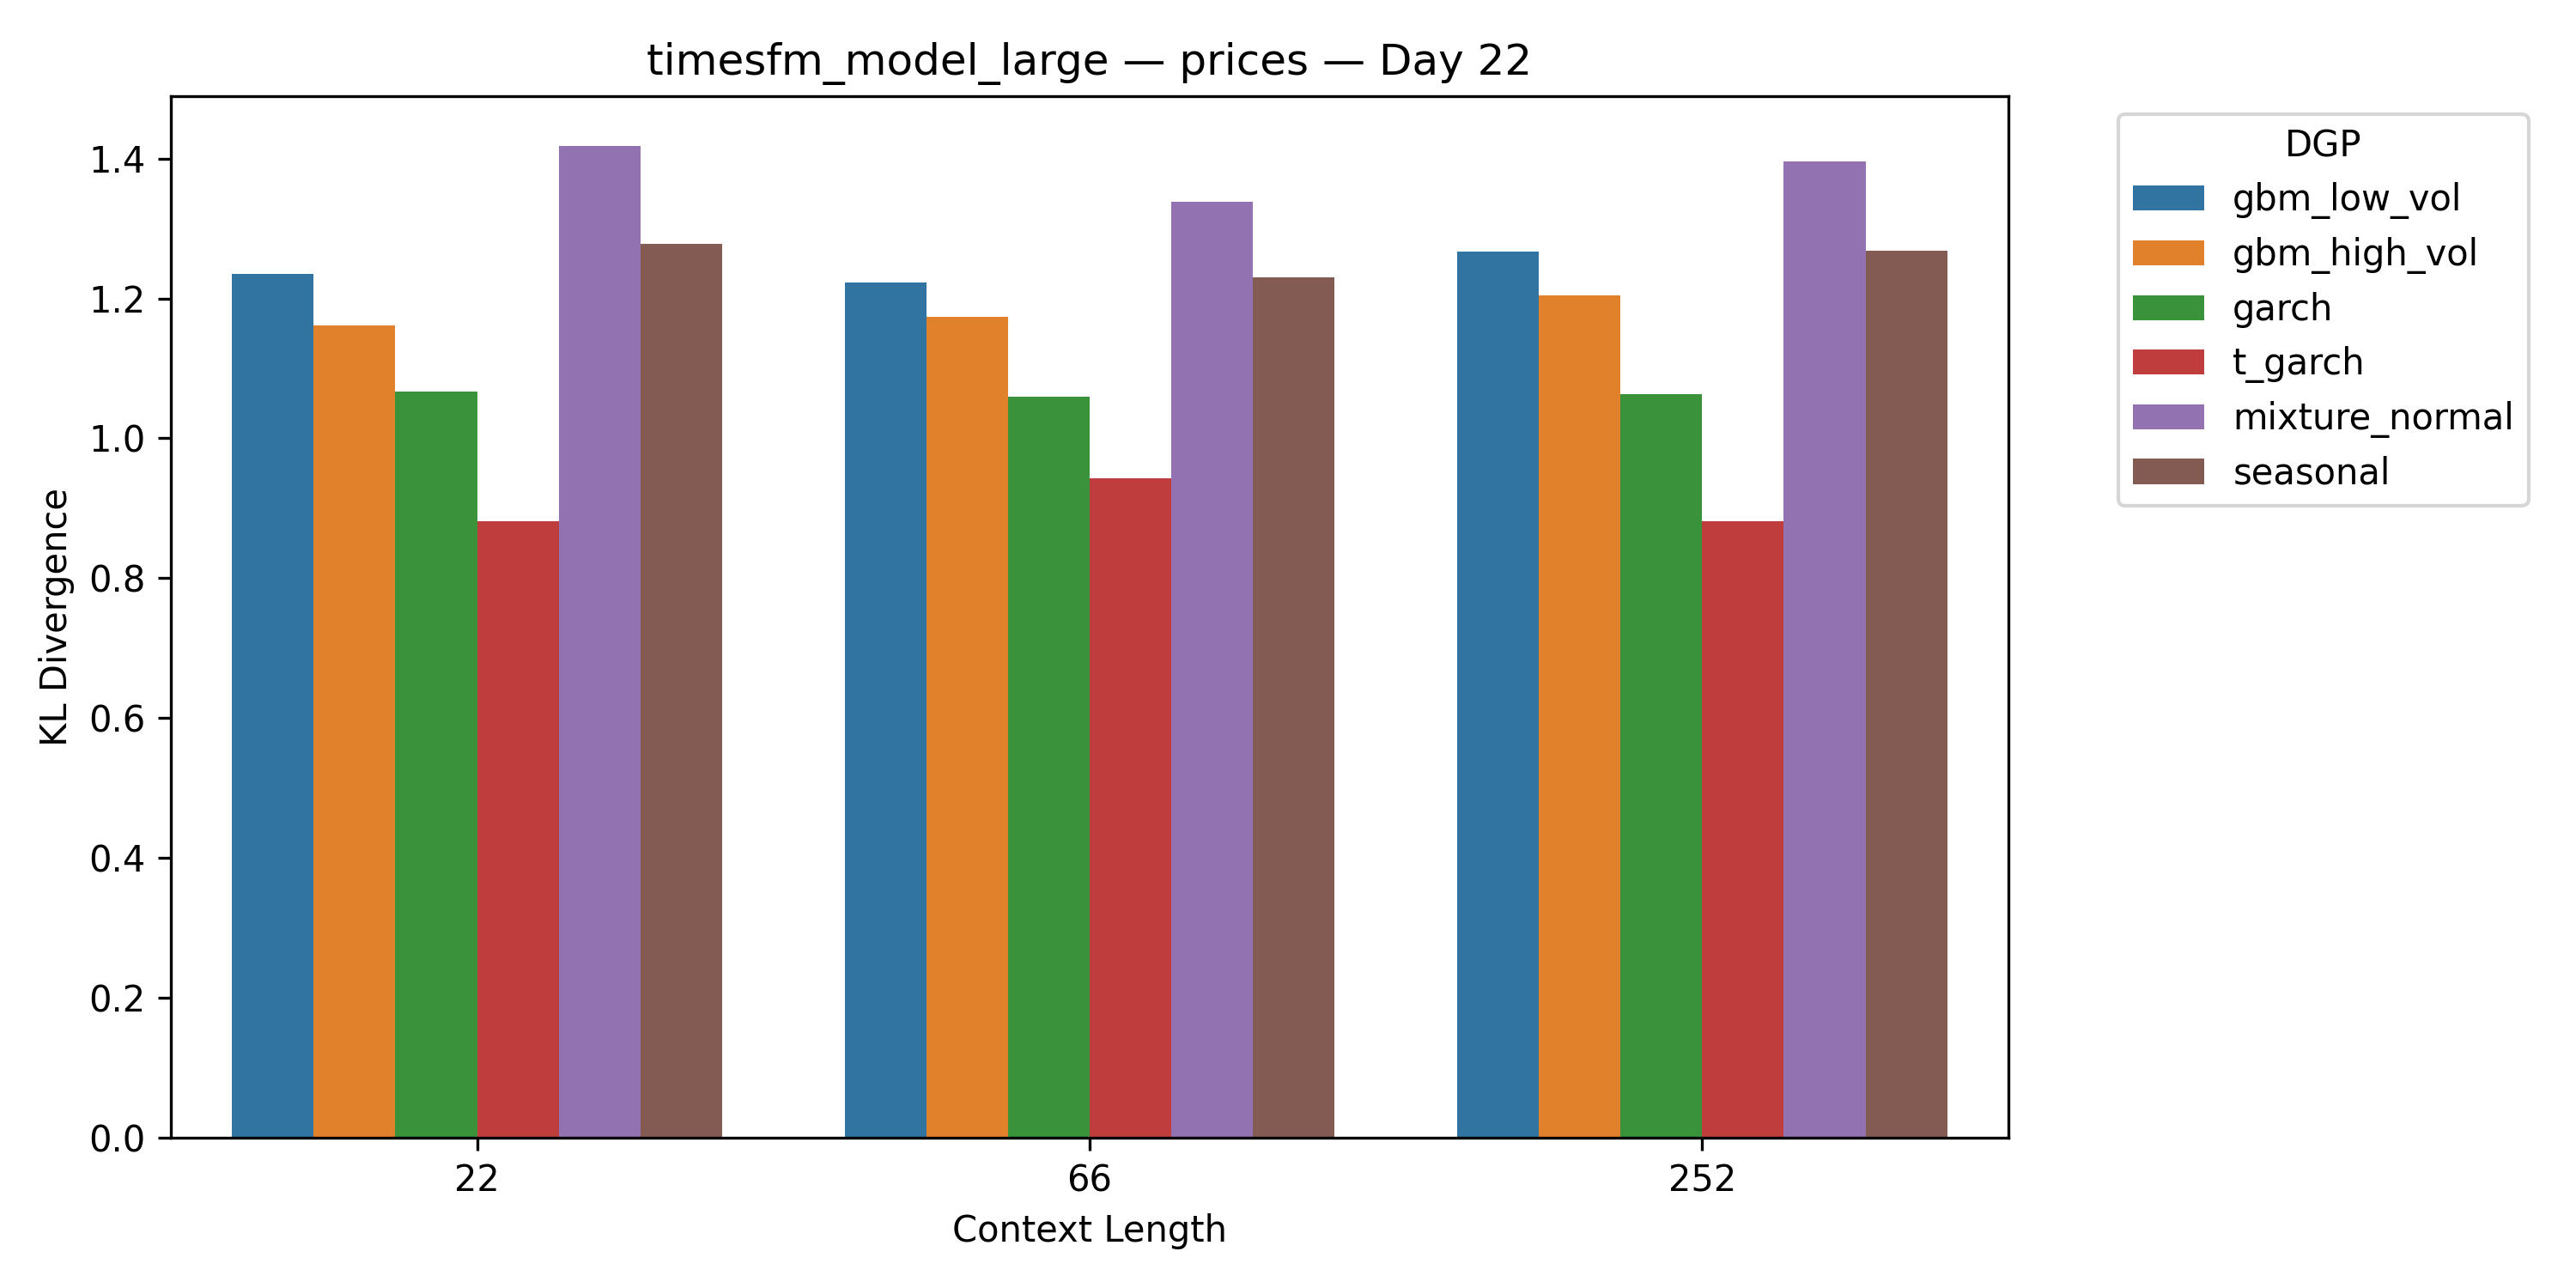 timesfm_model_large — prices — Day 22
KL Divergence
1.4
1.2
1.0
0.8
0.6
0.4
0.2
0.0
22
66
252
Context Length
DGP
gbm_low_vol
gbm_high_vol
garch
t_garch
mixture_normal
seasonal